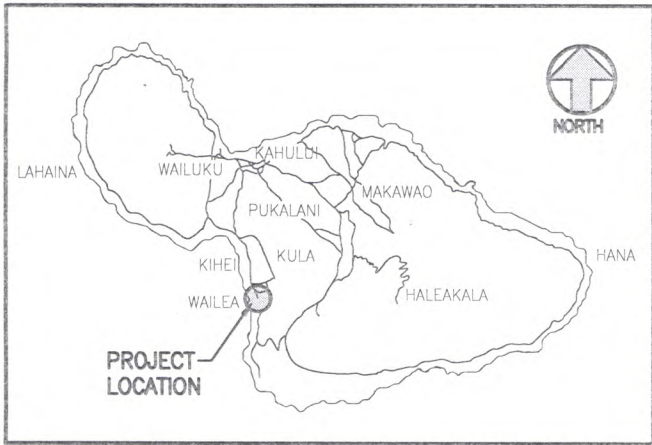 NORTH
LAHAINA
WAILUKU
KAHULUI
MAKAWAO
PUKALANI
HANA
KIHEI
KULA
WAILEA
HALEAKALA
PROJECT
LOCATION